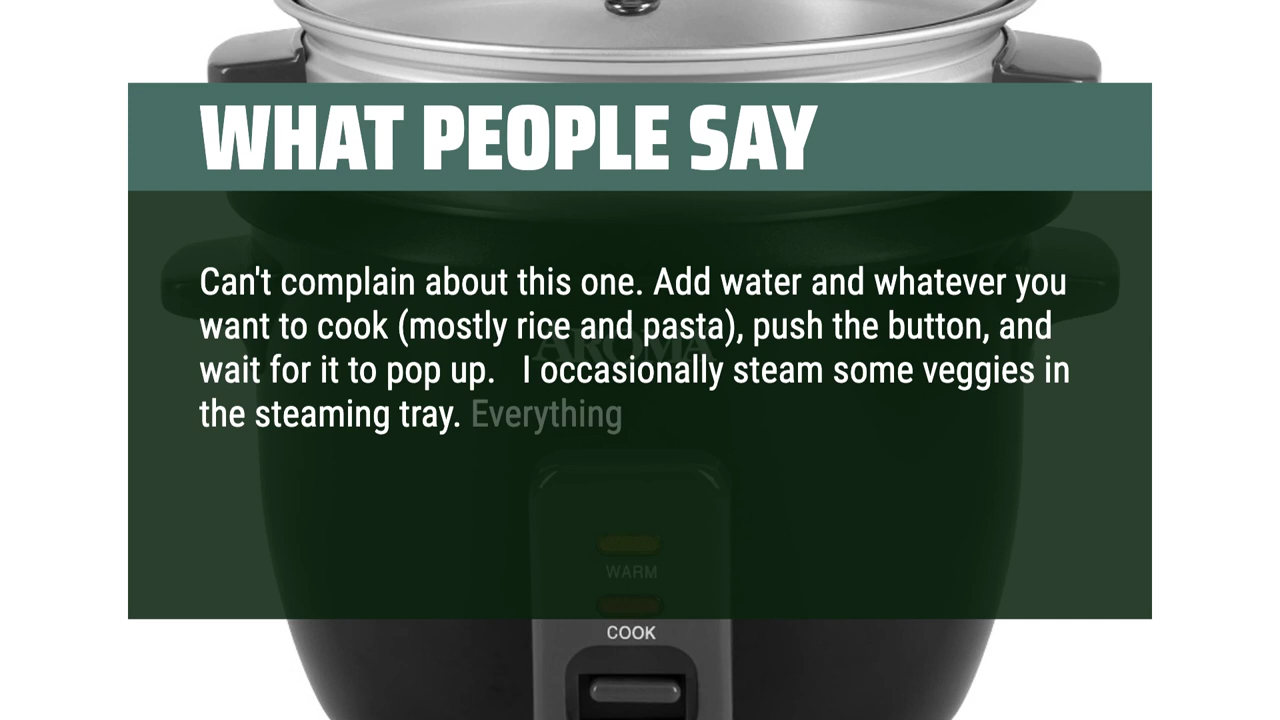 WHAT PEOPLE SAY
Can't complain about this one. Add water and whatever you
want to cook (mostly rice and pasta), push the button, and
wait for it to pop up.   I occasionally steam some veggies in
the steaming tray. Everything
AROMA
WARM
COOK